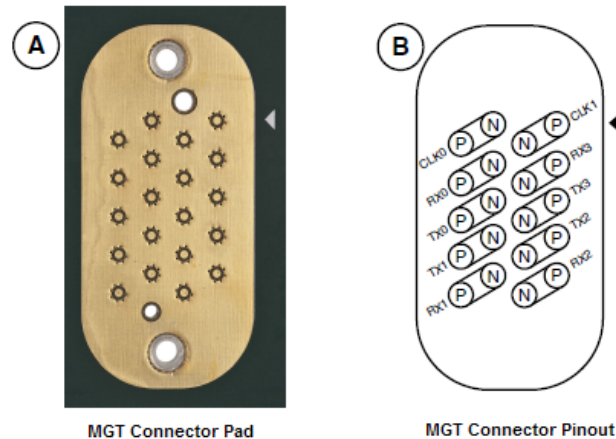 A
B
CLK0
P
N
N
P
CLK1
RX0
P
N
N
P
RX3
TX0
P
N
N
P
TX3
TX1
P
N
N
P
TX2
RX1
P
N
N
P
RX2
MGT Connector Pad
MGT Connector Pinout